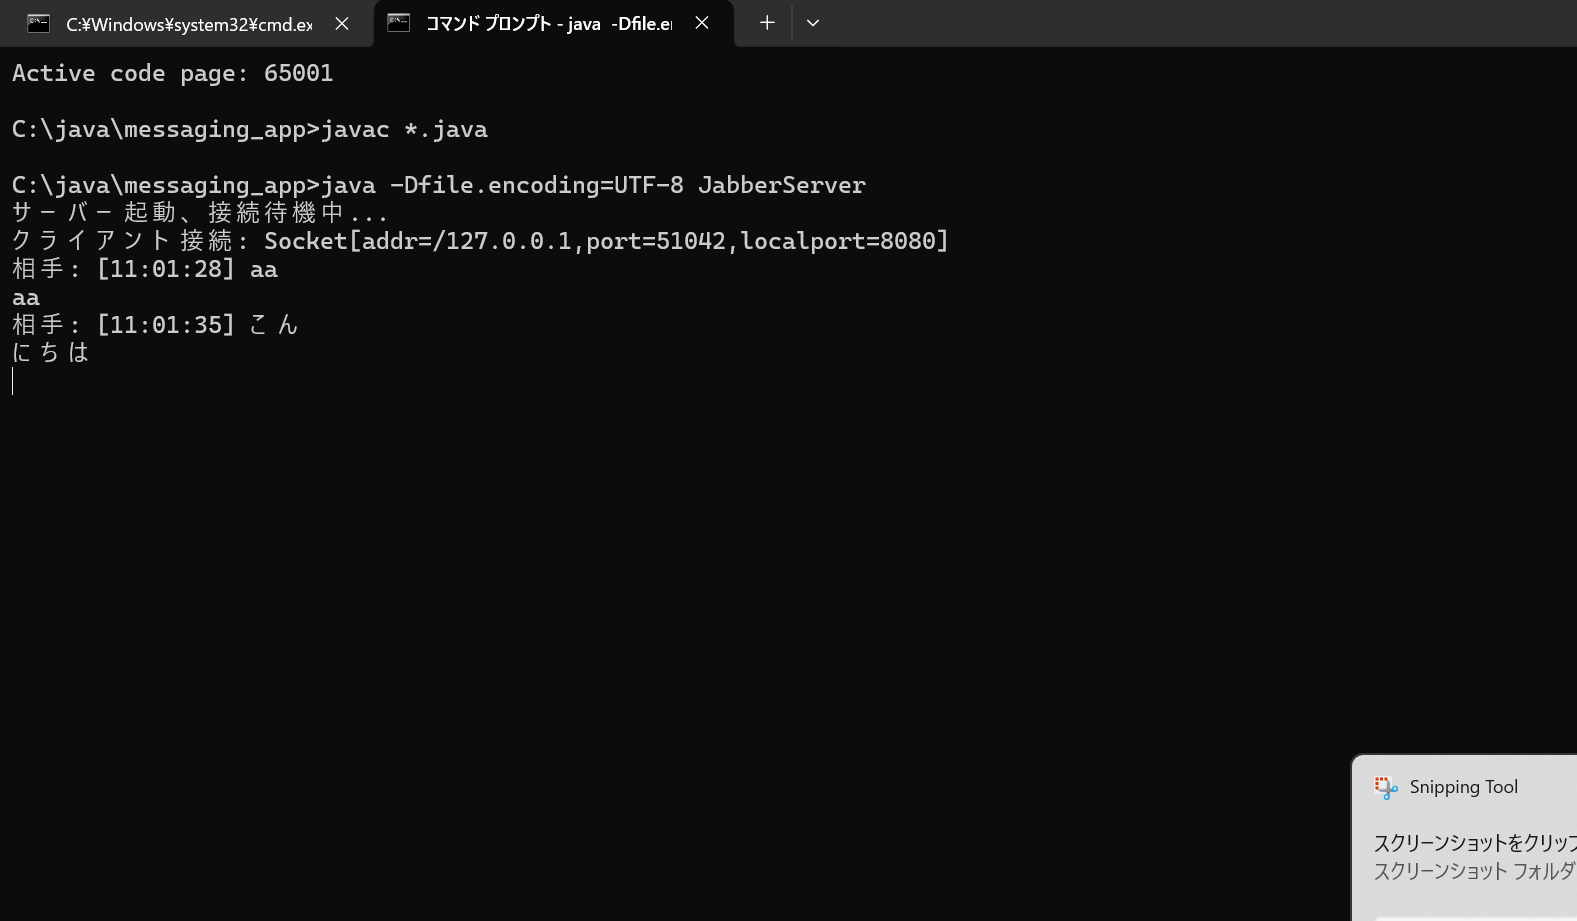 C:¥Windows¥system32¥cmd.ex
コマンド プロンプト - java -Dfile.e
Active code page: 65001
C:\java\messaging_app>javac *.java
C:\java\messaging_app>java -Dfile.encoding=UTF-8 JabberServer
サーバー起動、接続待機中...
クライアント接続: Socket[addr=/127.0.0.1,port=51042,localport=8080]
相手: [11:01:28] aa
aa
相手: [11:01:35] こん
にちは
Snipping Tool
スクリーンショットをクリップ
スクリーンショット フォルダ